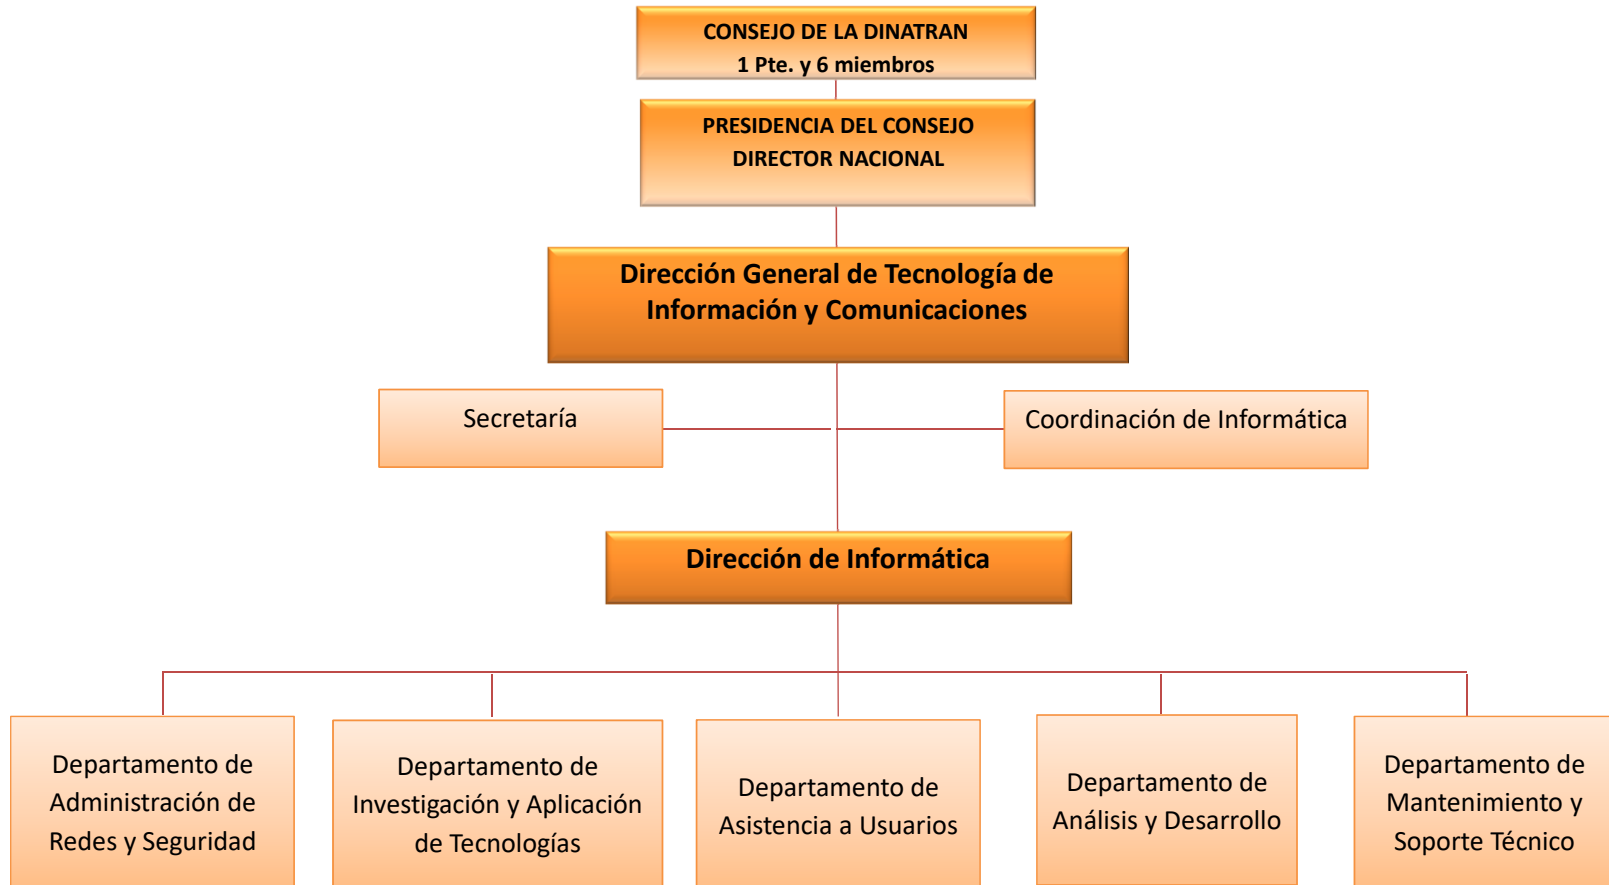 CONSEJO DE LA DINATRAN
1 Pte. y 6 miembros
PRESIDENCIA DEL CONSEJO
DIRECTOR NACIONAL
Dirección General de Tecnología de
Información y Comunicaciones
Secretaría
Coordinación de Informática
Dirección de Informática
Departamento de
Administración de
Redes y Seguridad
Departamento de
Investigación y Aplicación
de Tecnologías
Departamento de
Asistencia a Usuarios
Departamento de
Análisis y Desarrollo
Departamento de
Mantenimiento y
Soporte Técnico